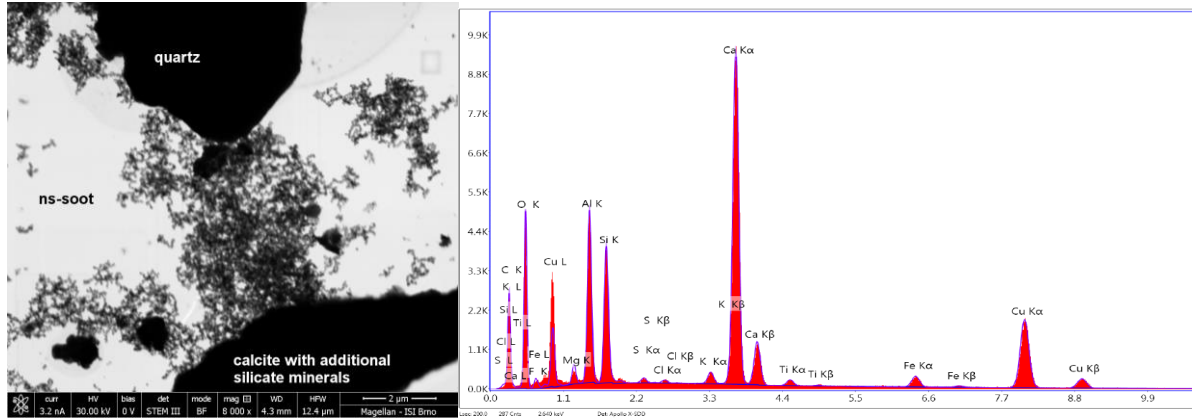 quartz
ns-soot
calcite with additional
silicate minerals
curr HV bias det mode mag ⊞ WD HFW
3.2 nA 30.00 kV 0 V STEM III BF 8 000 x 4.3 mm 12.4 µm
2 µm
Magellan - ISI Brno
9.9K
8.8K
7.7K
6.6K
5.5K
4.4K
3.3K
2.2K
1.1K
0.0K
O K
C K
K L
Si L
Ti L
Cl L
S L
Ca L
Fe L
F K
Cu L
Mg K
Al K
Si K
S Kβ
S Kα
Cl Kβ
Cl Kα
K Kα
K Kβ
Ca Kα
Ca Kβ
Ti Kα
Ti Kβ
Fe Kα
Fe Kβ
Cu Kα
Cu Kβ
0.0 1.1 2.2 3.3 4.4 5.5 6.6 7.7 8.8 9.9
Lsec: 200.0 287 Cnts 2.640 keV Det: Apollo X-SDD